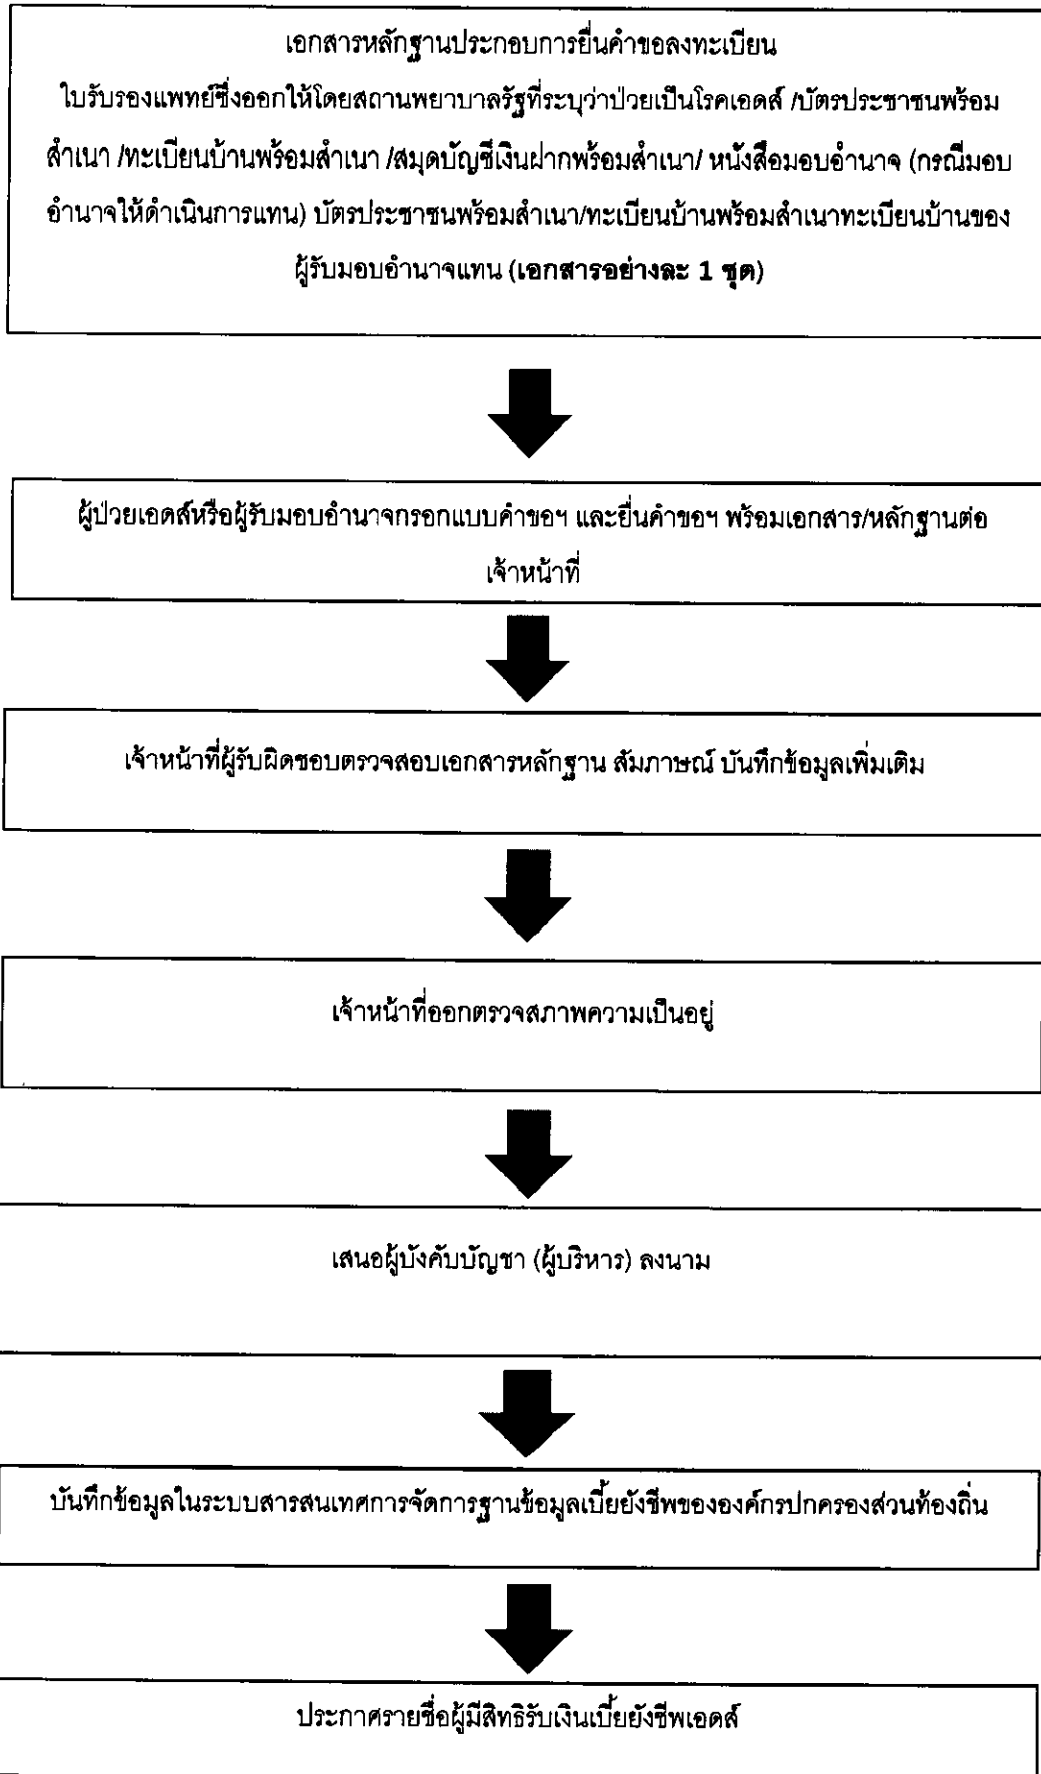 เอกสารหลักฐานประกอบการยื่นคำขอลงทะเบียน
ใบรับรองแพทย์ซึ่งออกให้โดยสถานพยาบาลรัฐที่ระบุว่าป่วยเป็นโรคเอดส์ /บัตรประชาชนพร้อม
สำเนา /ทะเบียนบ้านพร้อมสำเนา /สมุดบัญชีเงินฝากพร้อมสำเนา/ หนังสือมอบอำนาจ (กรณีมอบ
อำนาจให้ดำเนินการแทน) บัตรประชาชนพร้อมสำเนา/ทะเบียนบ้านพร้อมสำเนาทะเบียนบ้านของ
ผู้รับมอบอำนาจแทน (เอกสารอย่างละ 1 ชุด)
ผู้ป่วยเอดส์หรือผู้รับมอบอำนาจกรอกแบบคำขอฯ และยื่นคำขอฯ พร้อมเอกสาร/หลักฐานต่อ
เจ้าหน้าที่
เจ้าหน้าที่ผู้รับผิดชอบตรวจสอบเอกสารหลักฐาน สัมภาษณ์ บันทึกข้อมูลเพิ่มเติม
เจ้าหน้าที่ออกตรวจสภาพความเป็นอยู่
เสนอผู้บังคับบัญชา (ผู้บริหาร) ลงนาม
บันทึกข้อมูลในระบบสารสนเทศการจัดการฐานข้อมูลเบี้ยยังชีพขององค์กรปกครองส่วนท้องถิ่น
ประกาศรายชื่อผู้มีสิทธิรับเงินเบี้ยยังชีพเอดส์